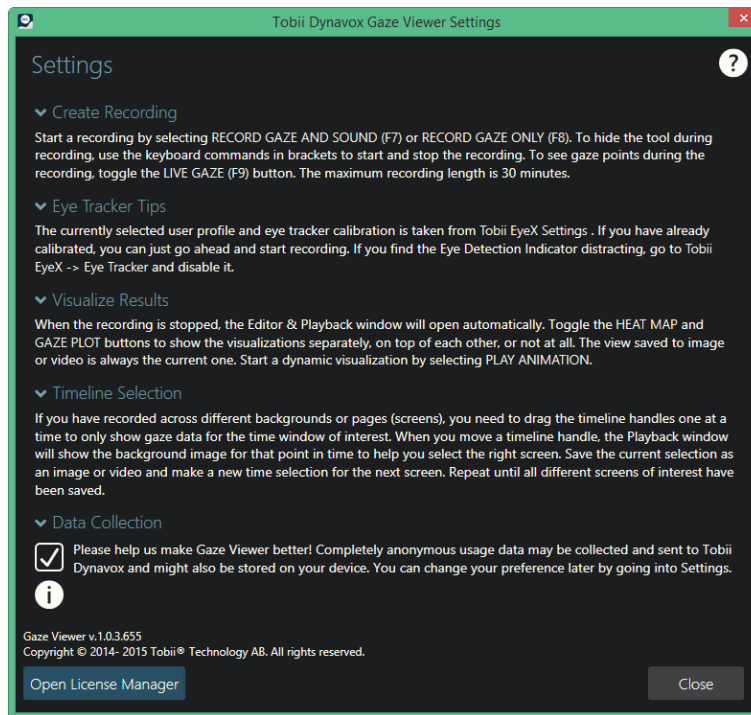 Tobii Dynavox Gaze Viewer Settings
Settings
?
Create Recording
Start a recording by selecting RECORD GAZE AND SOUND (F7) or RECORD GAZE ONLY (F8). To hide the tool during
recording, use the keyboard commands in brackets to start and stop the recording. To see gaze points during the
recording, toggle the LIVE GAZE (F9) button. The maximum recording length is 30 minutes.
Eye Tracker Tips
The currently selected user profile and eye tracker calibration is taken from Tobii EyeX Settings . If you have already
calibrated, you can just go ahead and start recording. If you find the Eye Detection Indicator distracting, go to Tobii
EyeX -> Eye Tracker and disable it.
Visualize Results
When the recording is stopped, the Editor & Playback window will open automatically. Toggle the HEAT MAP and
GAZE PLOT buttons to show the visualizations separately, on top of each other, or not at all. The view saved to image
or video is always the current one. Start a dynamic visualization by selecting PLAY ANIMATION.
Timeline Selection
If you have recorded across different backgrounds or pages (screens), you need to drag the timeline handles one at a
time to only show gaze data for the time window of interest. When you move a timeline handle, the Playback window
will show the background image for that point in time to help you select the right screen. Save the current selection as
an image or video and make a new time selection for the next screen. Repeat until all different screens of interest have
been saved.
Data Collection
Please help us make Gaze Viewer better! Completely anonymous usage data may be collected and sent to Tobii
Dynavox and might also be stored on your device. You can change your preference later by going into Settings.
i
Gaze Viewer v.1.0.3.655
Copyright © 2014- 2015 Tobii® Technology AB. All rights reserved.
Open License Manager
Close